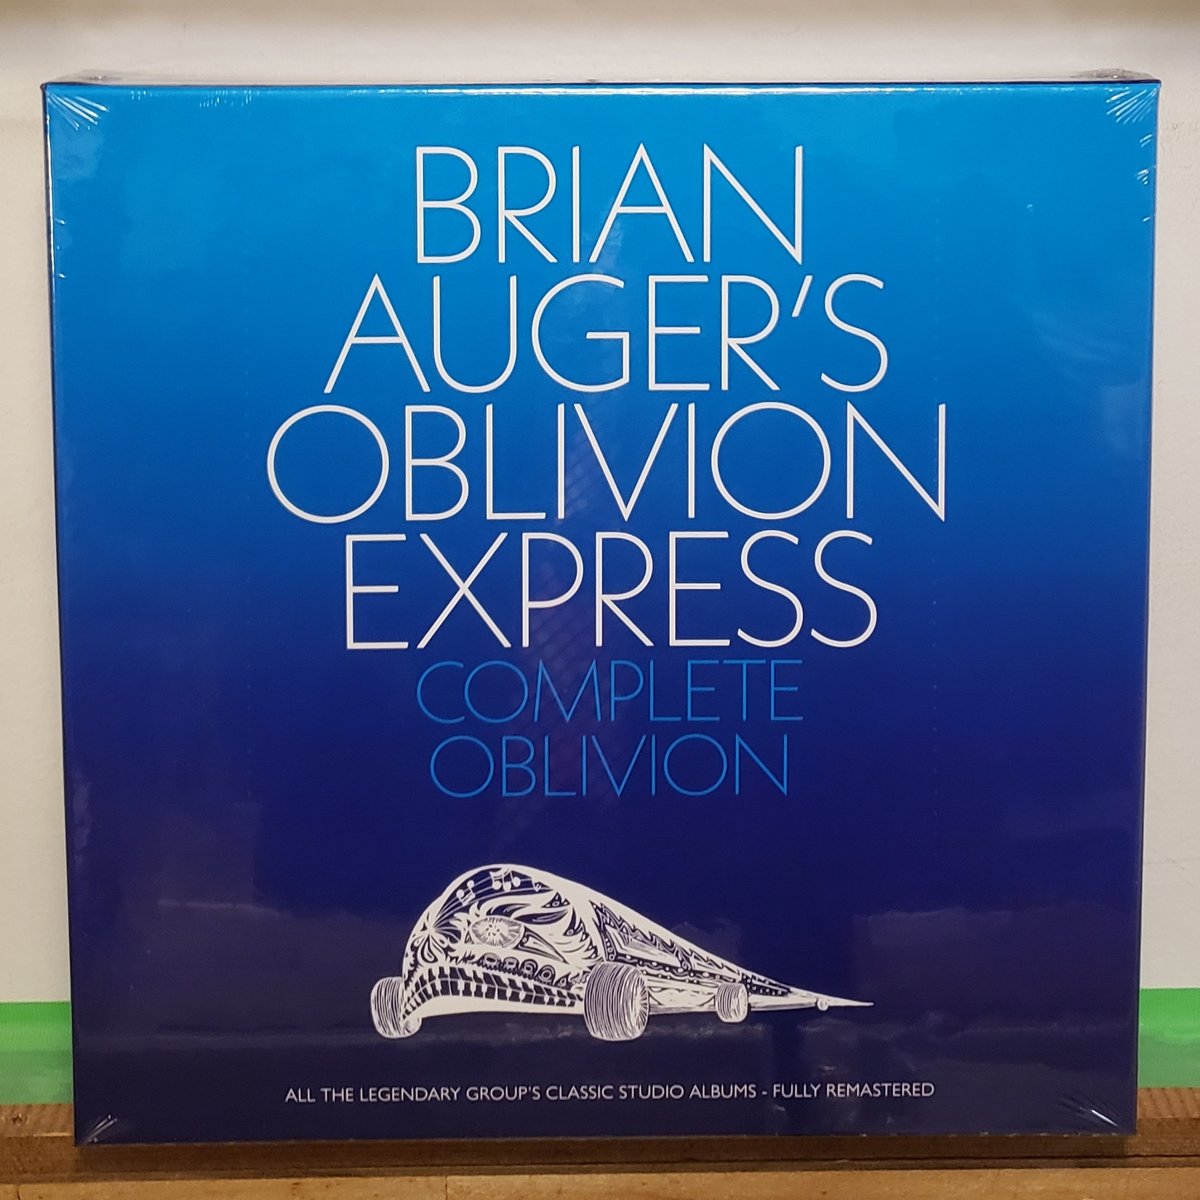 BRIAN
AUGER'S
OBLIVION
EXPRESS
COMPLETE
OBLIVION
ALL THE LEGENDARY GROUP'S CLASSIC STUDIO ALBUMS - FULLY REMASTERED